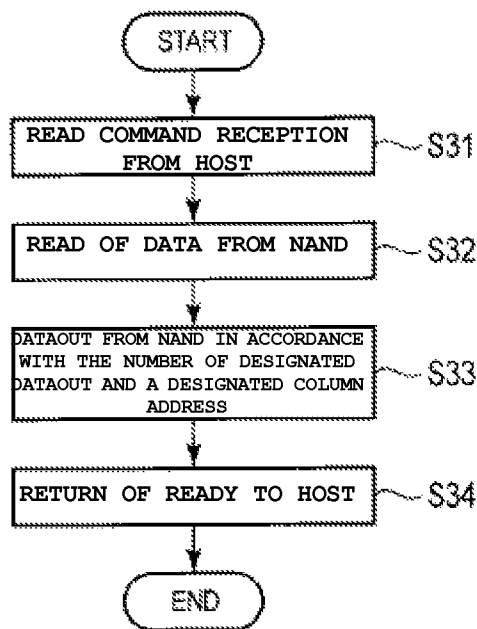 START
READ COMMAND RECEPTION
FROM HOST
S31
READ OF DATA FROM NAND
S32
DATAOUT FROM NAND IN ACCORDANCE
WITH THE NUMBER OF DESIGNATED
DATAOUT AND A DESIGNATED COLUMN
ADDRESS
S33
RETURN OF READY TO HOST
S34
END